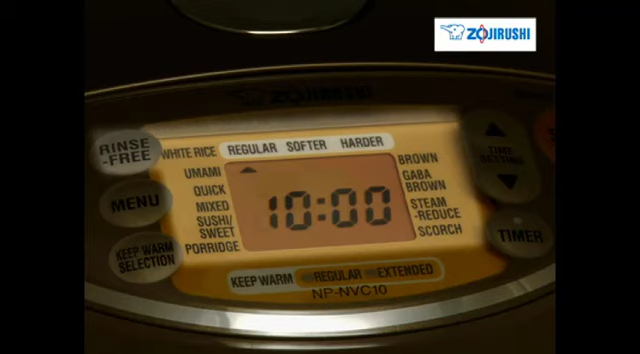 ZOJIRUSHI
ZOJIRUSHI
RINSE
-FREE
MENU
KEEP WARM
SELECTION
WHITE RICE
REGULAR SOFTER HARDER
UMAMI
QUICK
MIXED
SUSHI/
SWEET
PORRIDGE
10:00
BROWN
GABA
BROWN
STEAM
-REDUCE
SCORCH
TIME
SETTING
TIMER
KEEP WARM REGULAR EXTENDED
NP-NVC10